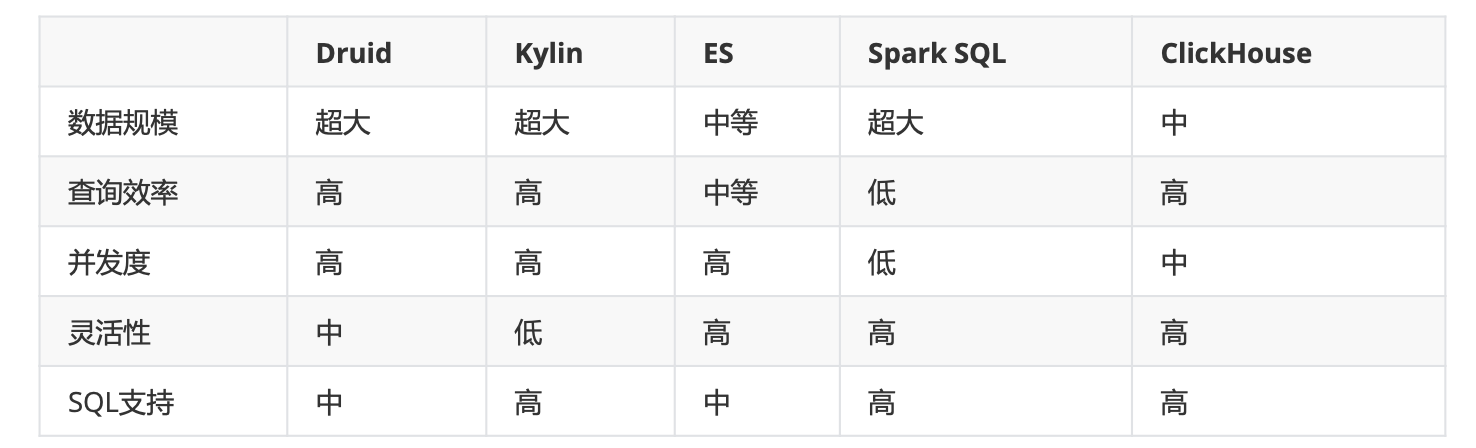 Druid Kylin ES Spark SQL ClickHouse
数据规模 超大 超大 中等 超大 中
查询效率 高 高 中等 低 高
并发度 高 高 高 低 中
灵活性 中 低 高 高 高
SQL支持 中 高 中 高 高